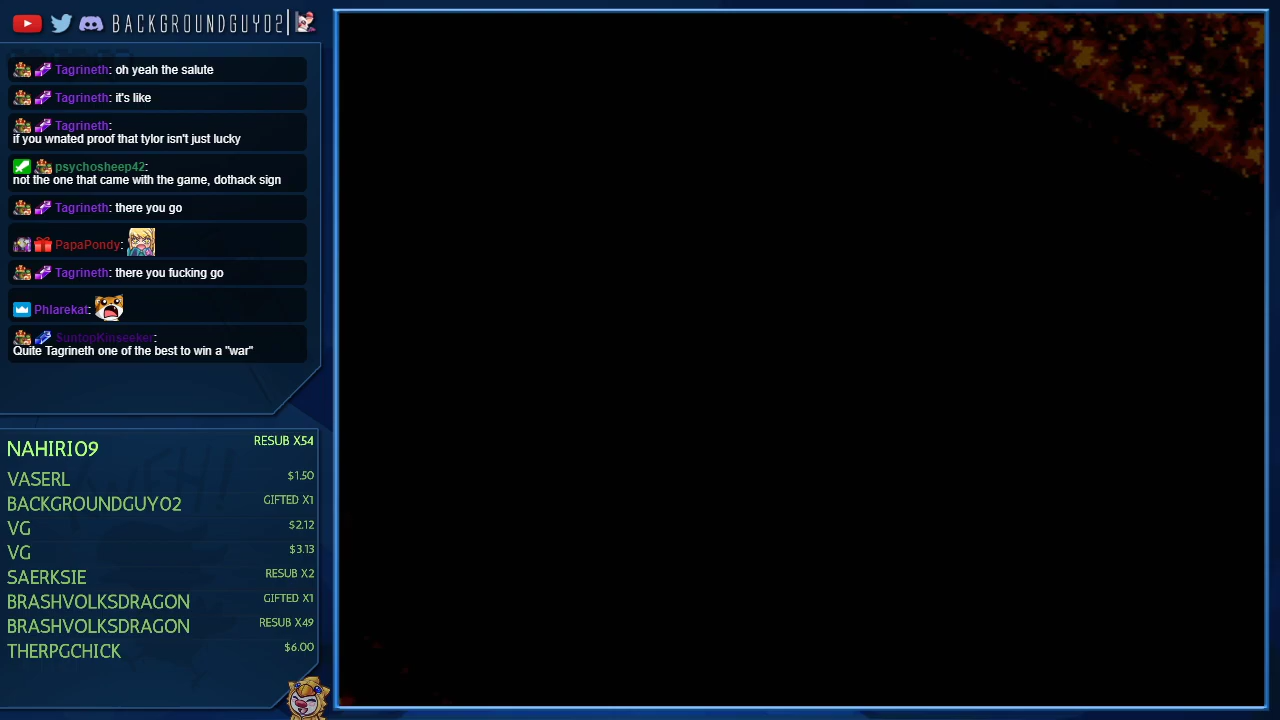 BACKGROUNDGUY02
Tagrineth: oh yeah the salute
Tagrineth: it's like
Tagrineth:
if you wnated proof that tylor isn't just lucky
psychosheep42:
not the one that came with the game, dothack sign
Tagrineth: there you go
PapaPondy:
Tagrineth: there you fucking go
Phlarekat:
SuntopKinseeker:
Quite Tagrineth one of the best to win a "war"
NAHIRI09 RESUB X54
VASERL $1.50
BACKGROUNDGUY02 GIFTED X1
VG $2.12
VG $3.13
SAERKSIE RESUB X2
BRASHVOLKSDRAGON GIFTED X1
BRASHVOLKSDRAGON RESUB X49
THERPGCHICK $6.00